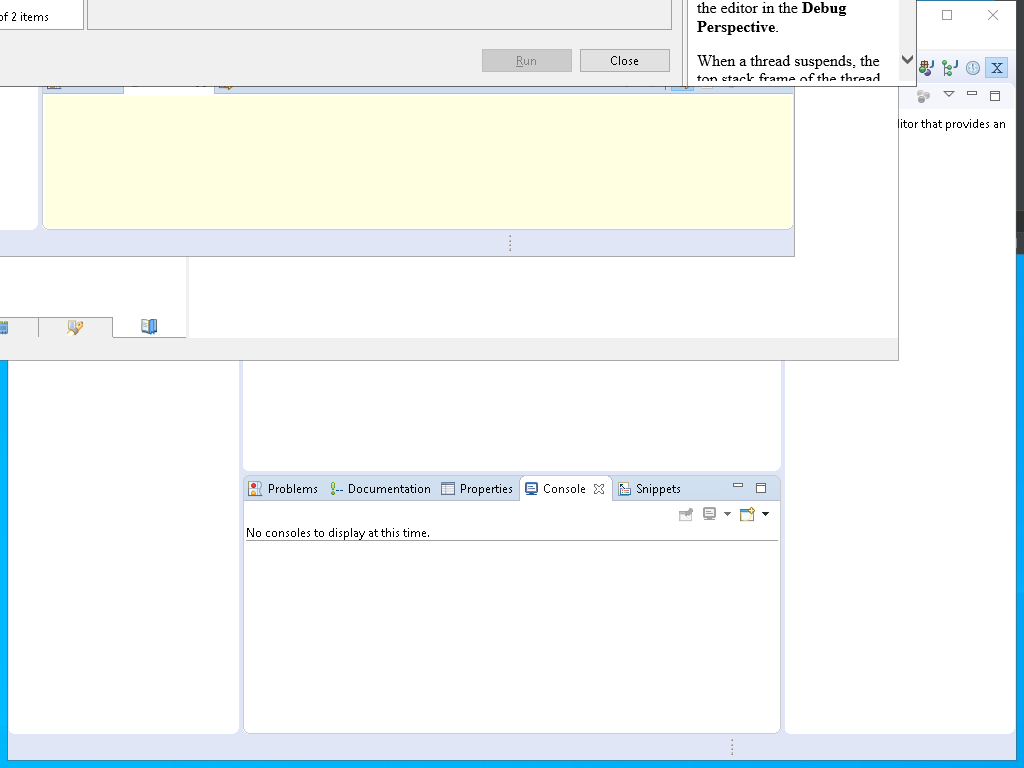 of 2 items
the editor in the Debug
Perspective.
When a thread suspends, the
top stack frame of the thread
Run
Close
X
litor that provides an
Problems
Documentation
Properties
Console
Snippets
No consoles to display at this time.